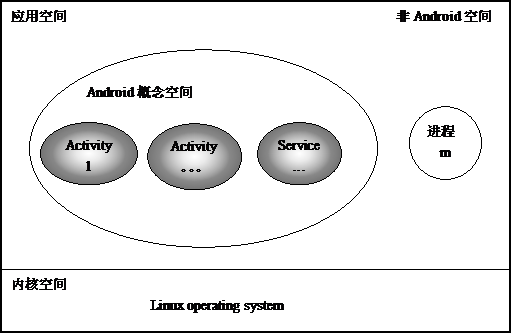 应用空间
非 Android 空间
Android 概念空间
Activity
1
Activity
...
Service
...
进程
m
内核空间
Linux operating system